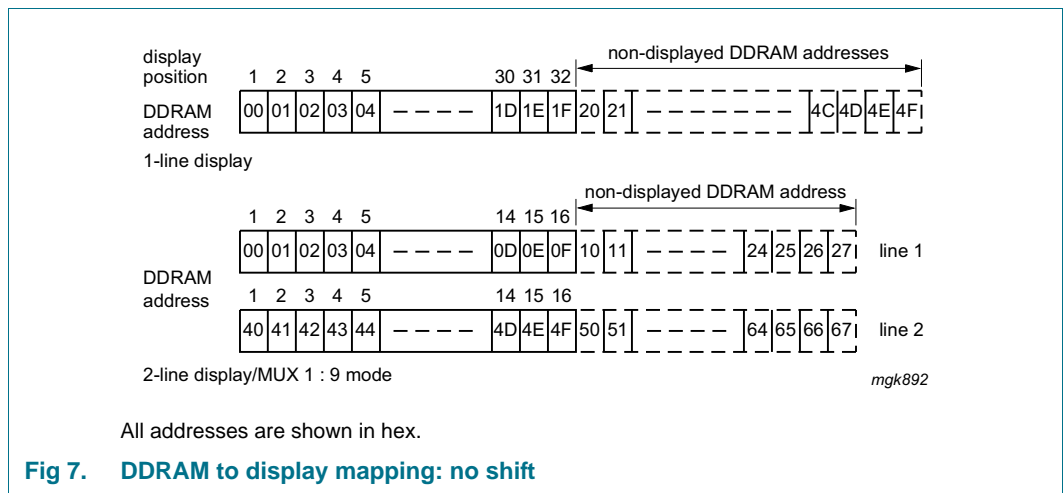 display position 1 2 3 4 5 30 31 32 non-displayed DDRAM addresses
DDRAM address 00 01 02 03 04 1D 1E 1F 20 21 4C 4D 4E 4F
1-line display
non-displayed DDRAM address
1 2 3 4 5 14 15 16
00 01 02 03 04 0D 0E 0F 10 11 24 25 26 27 line 1
DDRAM address
1 2 3 4 5 14 15 16
40 41 42 43 44 4D 4E 4F 50 51 64 65 66 67 line 2
2-line display/MUX 1 : 9 mode
mgk892
All addresses are shown in hex.
Fig 7. DDRAM to display mapping: no shift